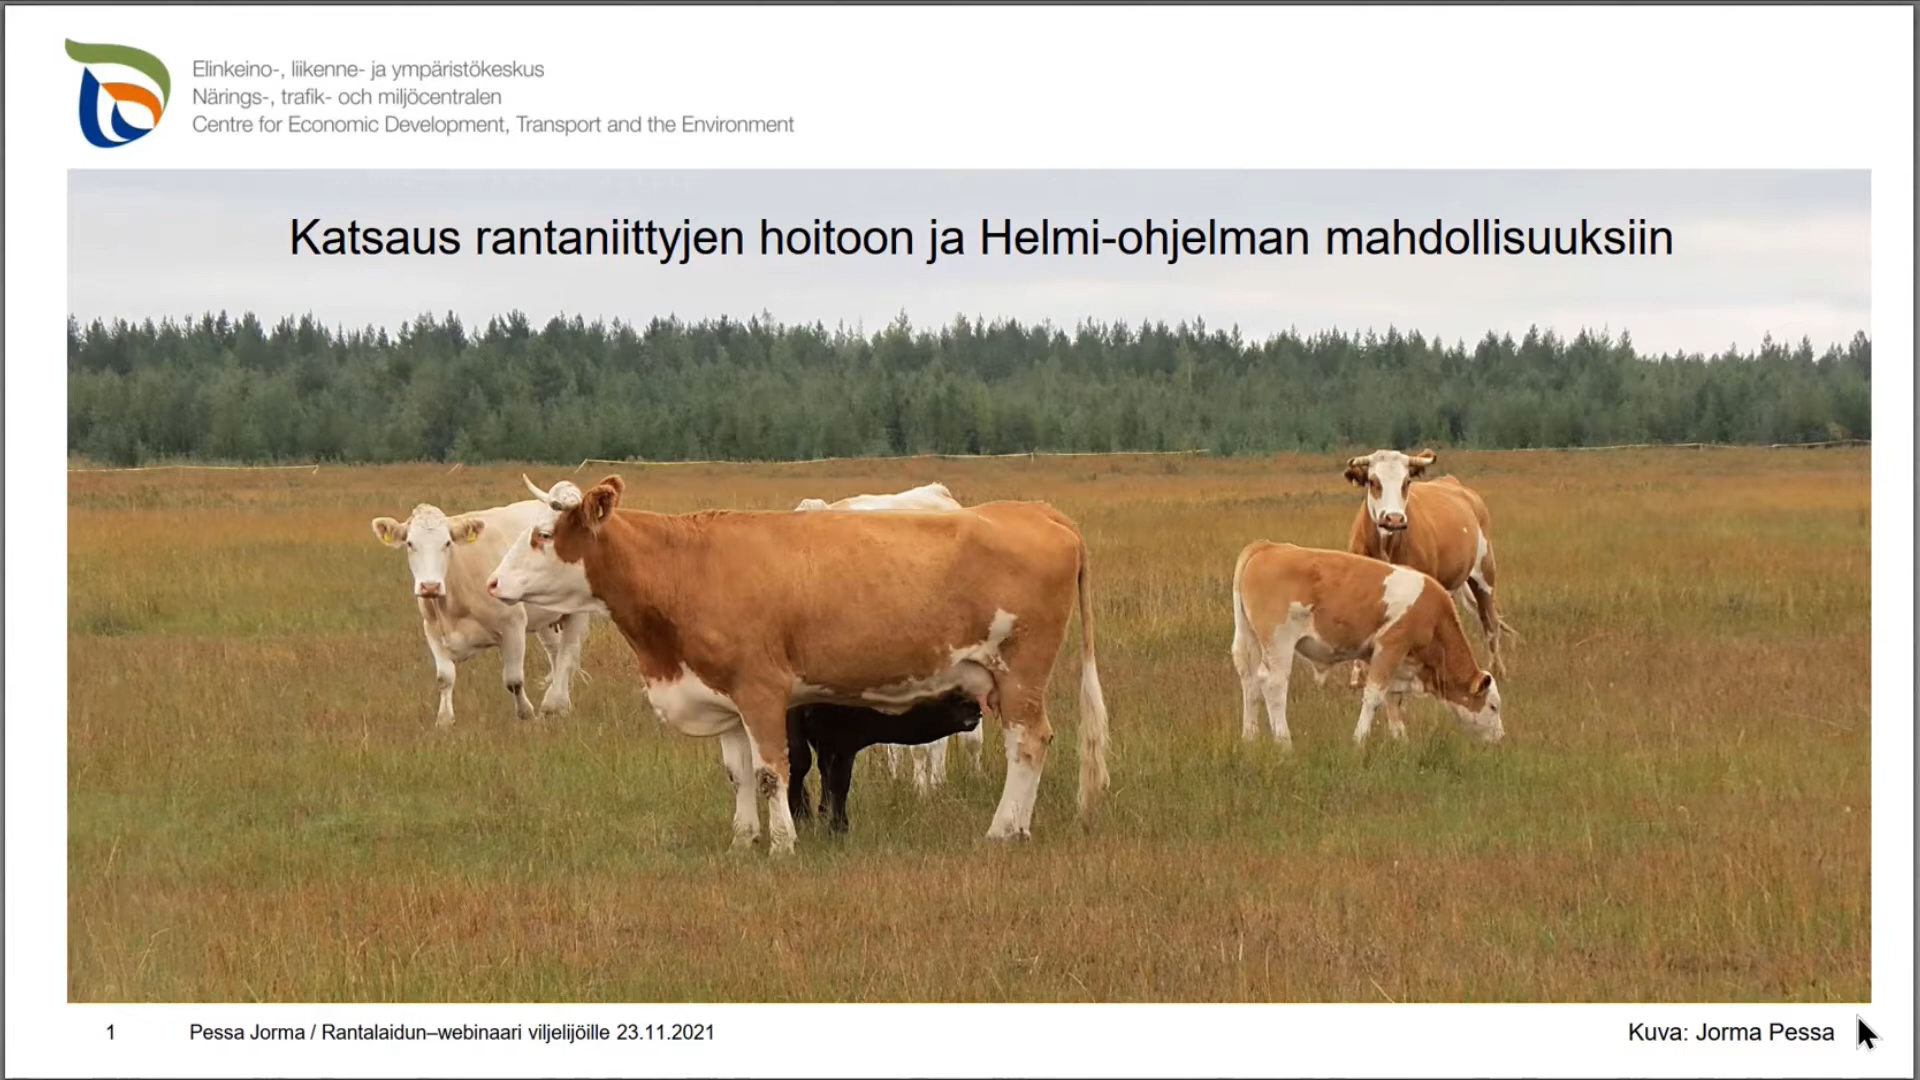 Elinkeino-, liikenne- ja ympäristökeskus
Närings-, trafik- och miljöcentralen
Centre for Economic Development, Transport and the Environment
Katsaus rantaniittyjen hoitoon ja Helmi-ohjelman mahdollisuuksiin
1 Pessa Jorma / Rantalaidun–webinaari viljelijöille 23.11.2021 Kuva: Jorma Pessa